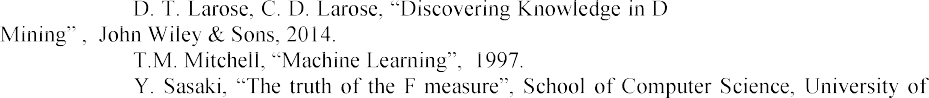 D. T. Larose, C. D. Larose, “Discovering Knowledge in D
Mining” , John Wiley & Sons, 2014.
T.M. Mitchell, “Machine Learning”, 1997.
Y. Sasaki, “The truth of the F measure”, School of Computer Science, University of